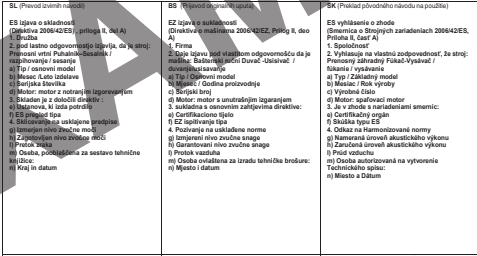 SL (Prevod izvirnih navodil)
ES izjava o skladnosti
(Direktiva 2006/42/ES) , priloga II, del A)
1. Družba
2. pod lastno odgovornostjo izjavlja, da je stroj:
Prenosni vrtni Puhalnik-Sesalnik /
razpihovanje / sesanje
a) Tip / osnovni model
b) Mesec /Leto izdelave
c) Serijska številka
d) Motor: motor z notranjim izgorevanjem
3. Skladen je z določili direktiv :
e) Ustanova, ki izda potrdilo
f) ES pregled tipa
4. Sklicevanje na usklajene predpise
g) Izmerjen nivo zvočne moči
h) Zagotovljen nivo zvočne moči
i) Pretok zraka
m) Oseba, pooblaščena za sestavo tehnične
knjižice:
n) Kraj in datum
BS (Prijevod originalnih uputa)
EZ izjava o sukladnosti
(Direktiva o mašinama 2006/42/EZ, Prilog II, deo
A)
1. Firma
2. Daje izjavu pod vlastitom odgovornošću da je
mašina: Baštenski ručni Duvač -Usisivač /
duvanje/usisavanje
a) Tip / Osnovni model
b) Mjesec / Godina proizvodnje
c) Serijski broj
d) Motor: motor s unutrašnjim izgaranjem
3. sukladna s osnovnim zahtjevima direktive:
e) Certifikaciono tijelo
f) EZ ispitivanje tipa
4. Pozivanje na usklađene norme
g) Izmjereni nivo zvučne snage
h) Garantovani nivo zvučne snage
i) Protok vazduha
m) Osoba ovlaštena za izradu tehničke brošure:
n) Mjesto i datum
SK (Preklad pôvodného návodu na použitie)
ES vyhlásenie o zhode
(Smernica o Strojných zariadeniach 2006/42/ES,
Príloha II, časť A)
1. Spoločnosť
2. Vyhlasuje na vlastnú zodpovednosť, že stroj:
Prenosný záhradný Fúkač-Vysávač /
fúkanie / vysávanie
a) Typ / Základný model
b) Mesiac / Rok výroby
c) Výrobné číslo
d) Motor: spaľovací motor
3. Je v zhode s nariadeniami smerníc:
e) Certifikačný orgán
f) Skúška typu ES
4. Odkaz na Harmonizované normy
g) Nameraná úroveň akustického výkonu
h) Zaručená úroveň akustického výkonu
i) Prúd vzduchu
m) Osoba autorizovaná na vytvorenie
Technického spisu:
n) Miesto a Dátum